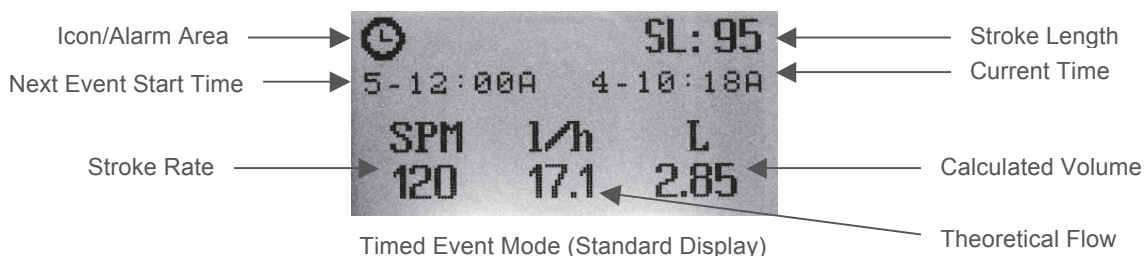 Icon/Alarm Area
SL: 95
Stroke Length
Next Event Start Time
5-12:00A
4-10:18A
Current Time
SPM
l/h
L
Stroke Rate
120
17.1
2.85
Calculated Volume
Theoretical Flow
Timed Event Mode (Standard Display)